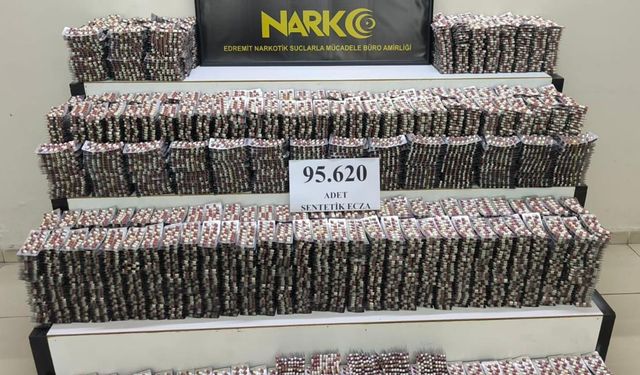 NARKO
EDREMİT NARKOTİK SUÇLARLA MÜCADELE BÜRO AMİRLİĞİ
95.620
ADET
SENTETİK ECZA